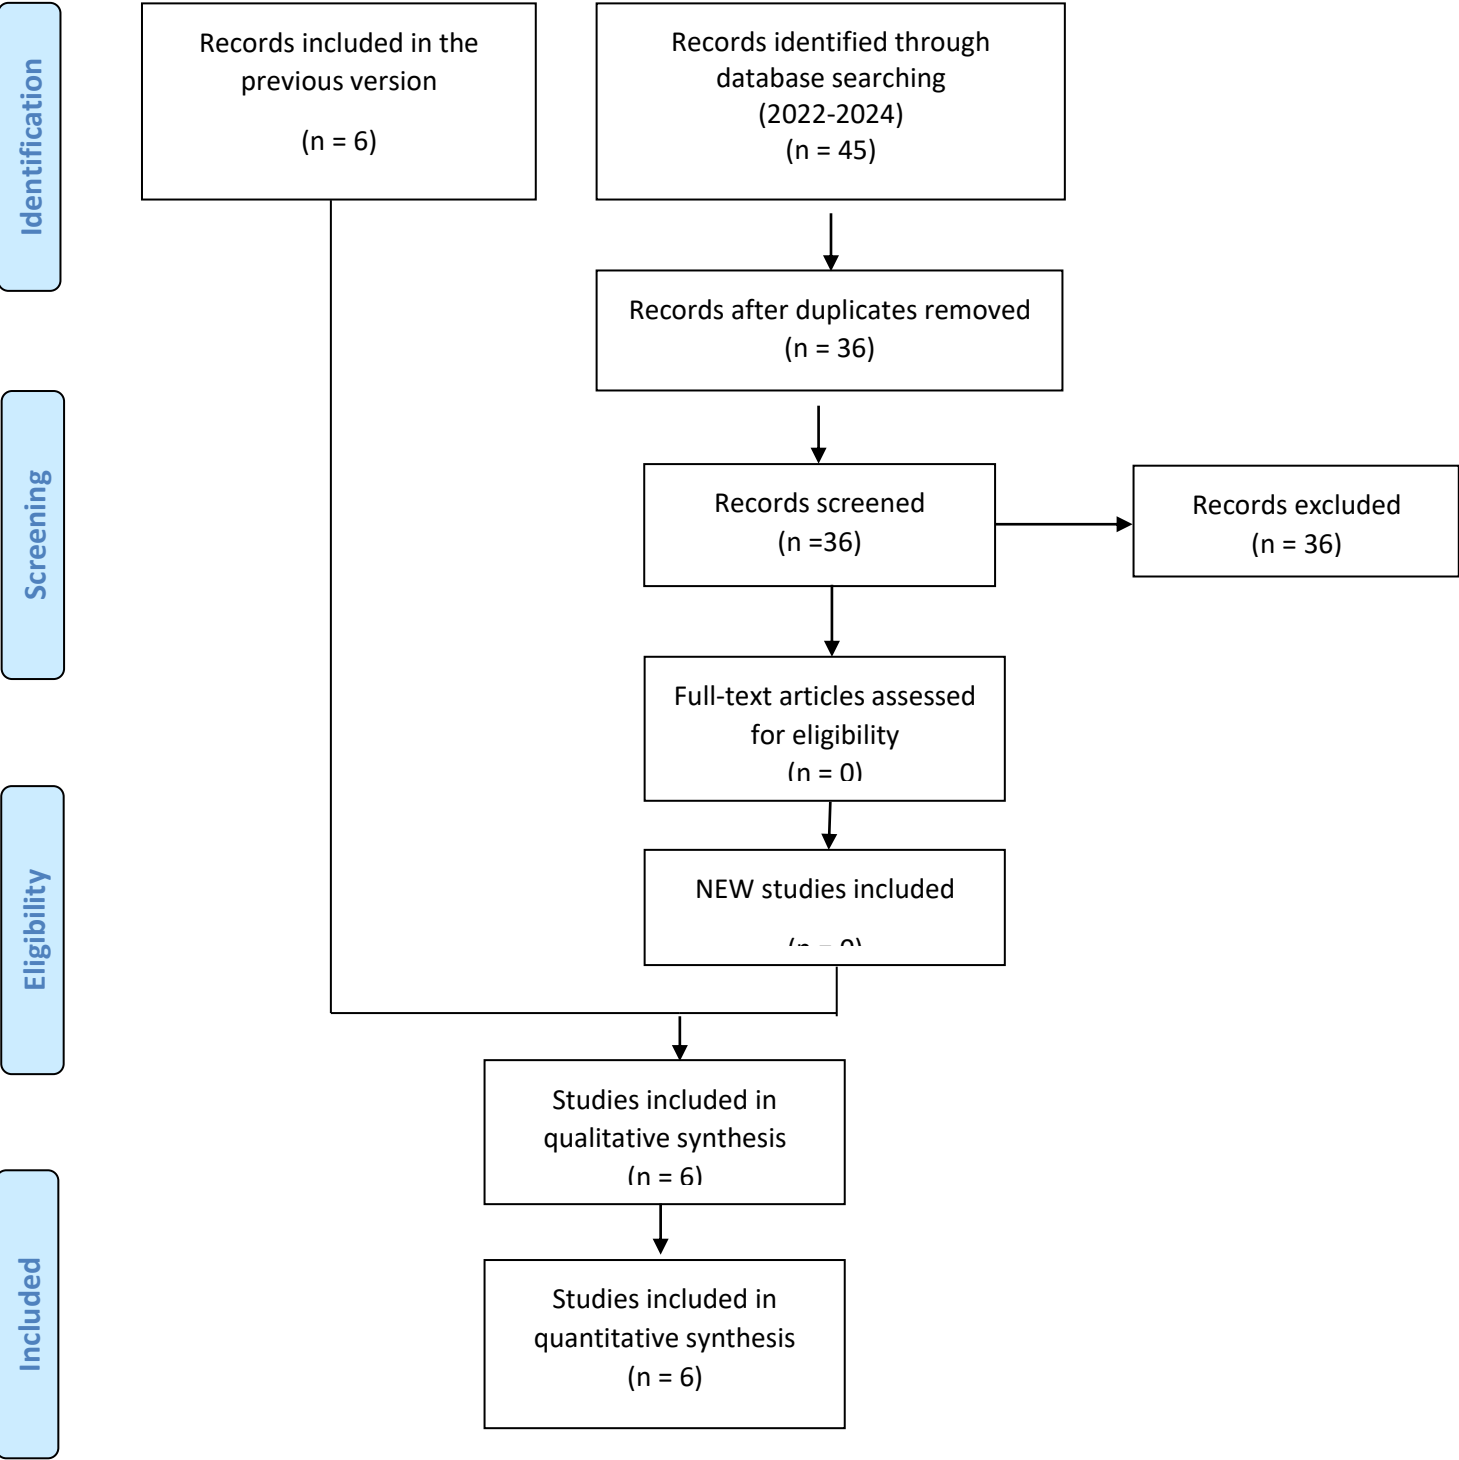 Identification
Records included in the
previous version
(n = 6)
Records identified through
database searching
(2022-2024)
(n = 45)
Records after duplicates removed
(n = 36)
Screening
Records screened
(n =36)
Records excluded
(n = 36)
Full-text articles assessed
for eligibility
(n = 0)
Eligibility
NEW studies included
(n = 0)
Studies included in
qualitative synthesis
(n = 6)
Included
Studies included in
quantitative synthesis
(n = 6)